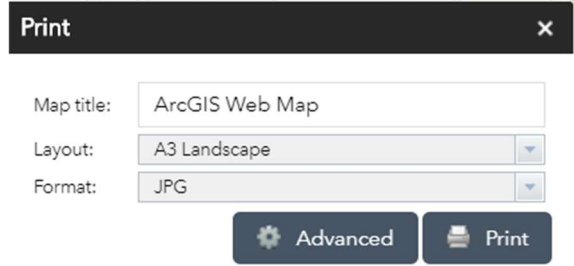 Print
Map title: ArcGIS Web Map
Layout: A3 Landscape
Format: JPG
Advanced Print